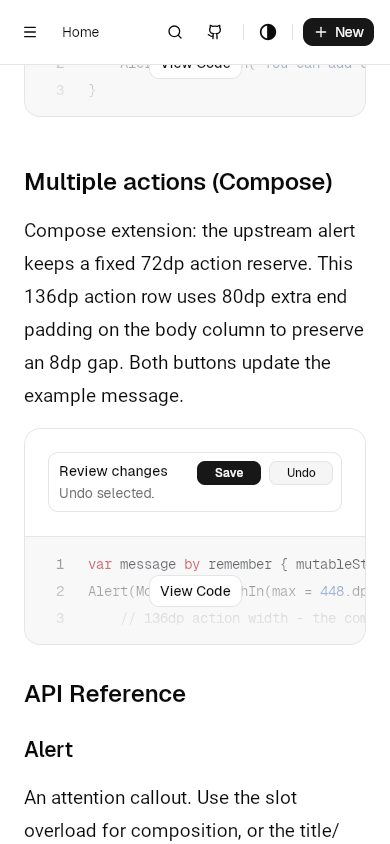 Home
New
2
View Code
3 }
Multiple actions (Compose)
Compose extension: the upstream alert
keeps a fixed 72dp action reserve. This
136dp action row uses 80dp extra end
padding on the body column to preserve
an 8dp gap. Both buttons update the
example message.
Review changes
Save
Undo
Undo selected.
1 var message by remember { mutableSt
2 Alert(Mo
View Code
hIn(max = 448.dp
3 // 136dp action width – the com
API Reference
Alert
An attention callout. Use the slot
overload for composition, or the title/